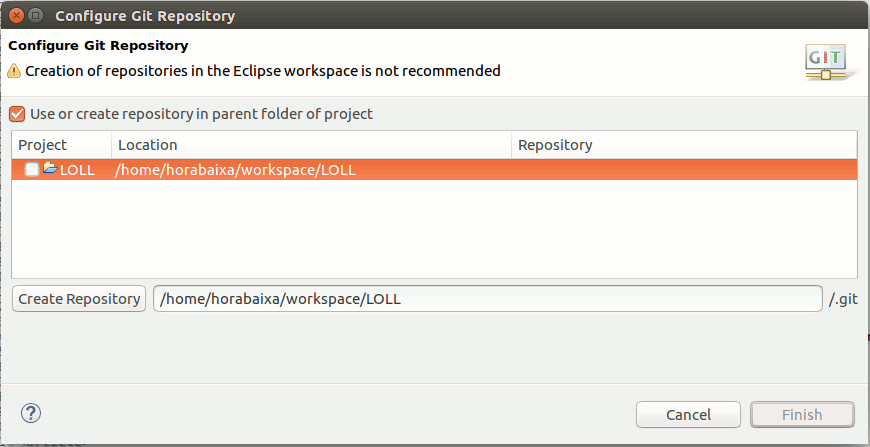 Configure Git Repository
Configure Git Repository
Creation of repositories in the Eclipse workspace is not recommended
GIT
Use or create repository in parent folder of project
Project Location Repository
LOLL /home/horabaixa/workspace/LOLL
Create Repository /home/horabaixa/workspace/LOLL /.git
? Cancel Finish